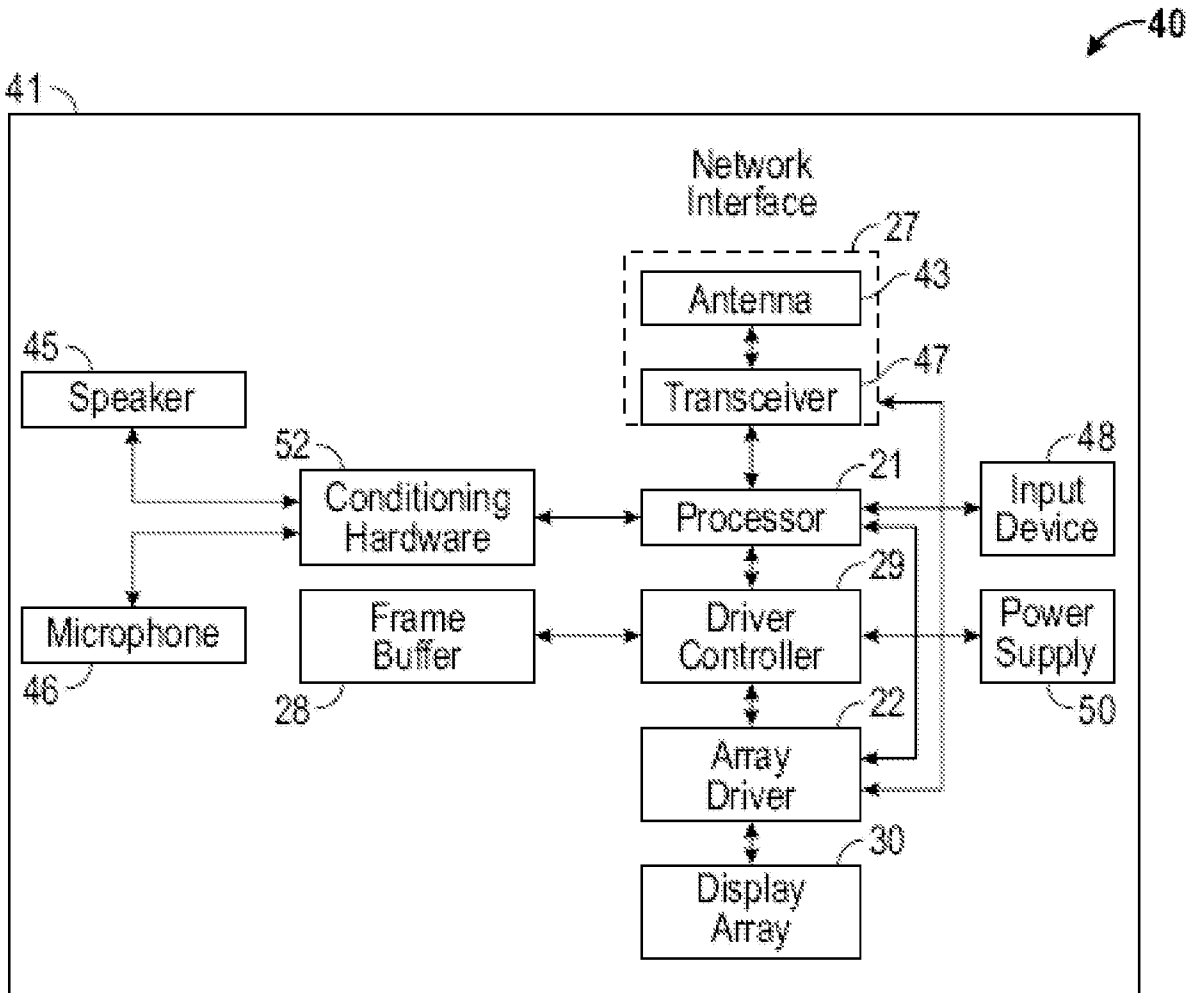 40
41
Network
Interface
27
Antenna
43
45
Speaker
47
Transceiver
52
Conditioning
Hardware
21
Processor
48
Input
Device
29
Microphone
46
Frame
Buffer
28
Driver
Controller
Power
Supply
50
22
Array
Driver
30
Display
Array